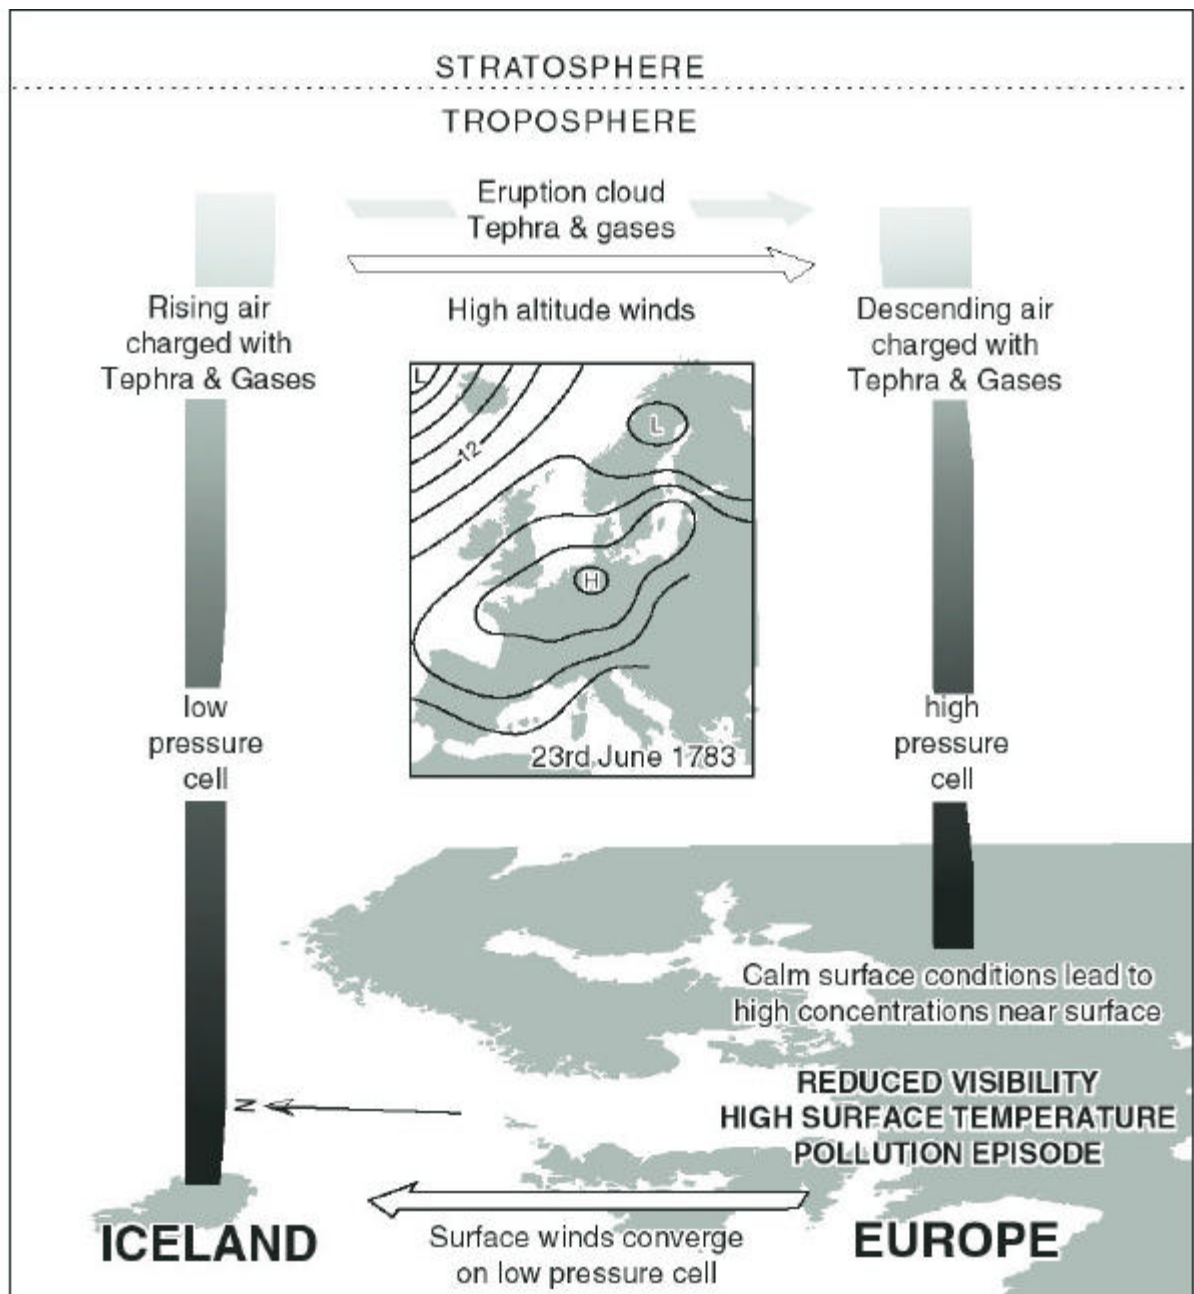 STRATOSPHERE
TROPOSPHERE
Eruption cloud
Tephra & gases
High altitude winds
Rising air
charged with
Tephra & Gases
Descending air
charged with
Tephra & Gases
L
12
L
H
23rd June 1783
low
pressure
cell
high
pressure
cell
Calm surface conditions lead to
high concentrations near surface
REDUCED VISIBILITY
HIGH SURFACE TEMPERATURE
POLLUTION EPISODE
N
ICELAND
Surface winds converge
on low pressure cell
EUROPE